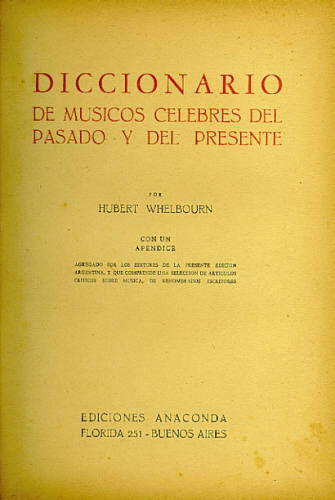 DICCIONARIO
DE MUSICOS CELEBRES DEL
PASADO Y DEL PRESENTE
POR
HUBERT WHELBOURN
CON UN
APENDICE
AGREGADO POR LOS EDITORES DE LA PRESENTE EDICION
ARGENTINA, Y QUE COMPRENDE UNA SELECCION DE ARTICULOS
CRITICOS SOBRE MUSICA, DE RENOMBRADOS ESCRITORES
EDICIONES ANACONDA
FLORIDA 251 - BUENOS AIRES